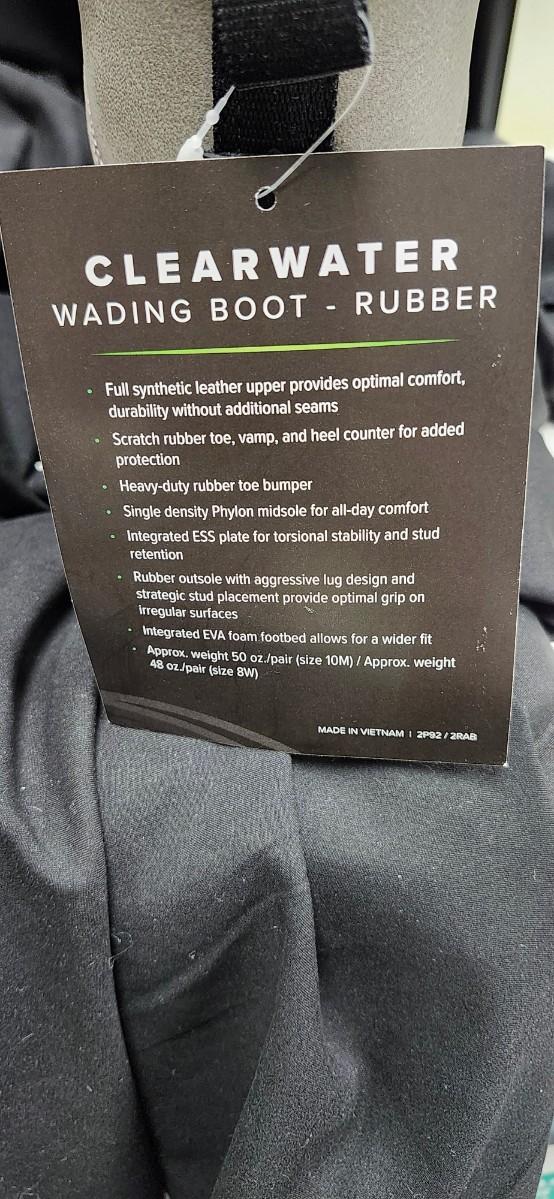 CLEARWATER
WADING BOOT - RUBBER
• Full synthetic leather upper provides optimal comfort,
durability without additional seams
• Scratch rubber toe, vamp, and heel counter for added
protection
• Heavy-duty rubber toe bumper
• Single density Phylon midsole for all-day comfort
• Integrated ESS plate for torsional stability and stud
retention
• Rubber outsole with aggressive lug design and
strategic stud placement provide optimal grip on
irregular surfaces
• Integrated EVA foam footbed allows for a wider fit
• Approx. weight 50 oz./pair (size 10M) / Approx. weight
48 oz./pair (size 8W)
MADE IN VIETNAM | 2P92 / 2RAB